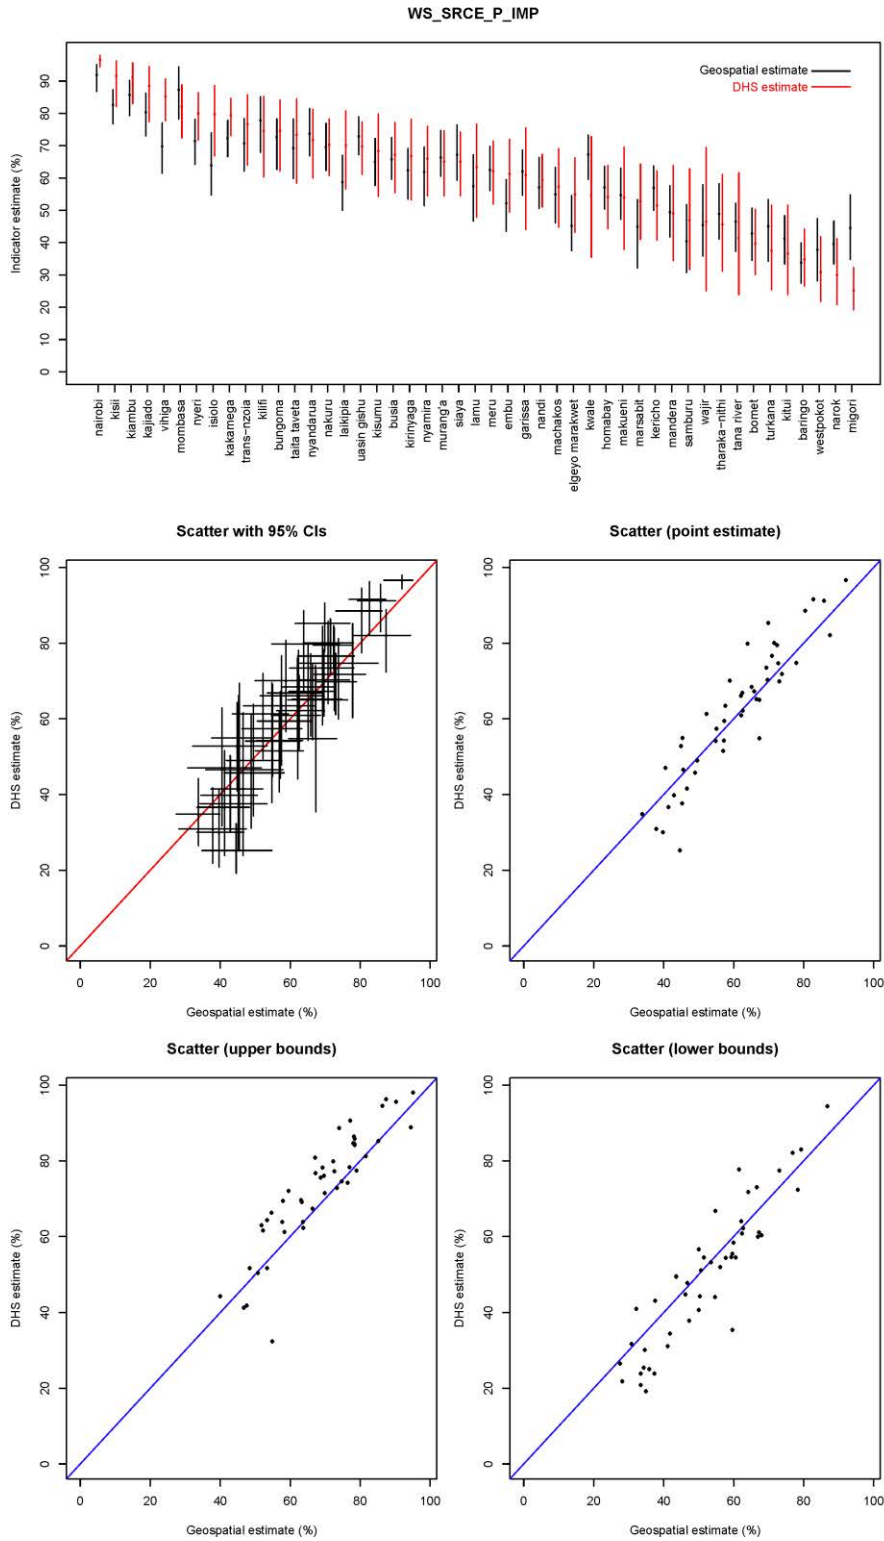 WS_SRCE_P_IMP
Indicator estimate (%)
0 10 20 30 40 50 60 70 80 90
Geospatial estimate
DHS estimate
nairobi kisii kiambu kajiado vihiga mombasa nyeri isiolo kakamega trans-nzoia kilifi bungoma taita taveta nyandarua nakuru laikipia uasin gishu kisumu busia kirinyaga nyamira murang'a siaya lamu meru embu garissa nandi machakos elgeyo marakwet kwale homabay makueni marsabit kericho mandera samburu wajir tharaka-nithi tana river bomet turkana kitui baringo westpokot narok migori
Scatter with 95% CIs
DHS estimate (%)
0 20 40 60 80 100
0 20 40 60 80 100
Geospatial estimate (%)
Scatter (point estimate)
DHS estimate (%)
0 20 40 60 80 100
0 20 40 60 80 100
Geospatial estimate (%)
Scatter (upper bounds)
DHS estimate (%)
0 20 40 60 80 100
0 20 40 60 80 100
Geospatial estimate (%)
Scatter (lower bounds)
DHS estimate (%)
0 20 40 60 80 100
0 20 40 60 80 100
Geospatial estimate (%)